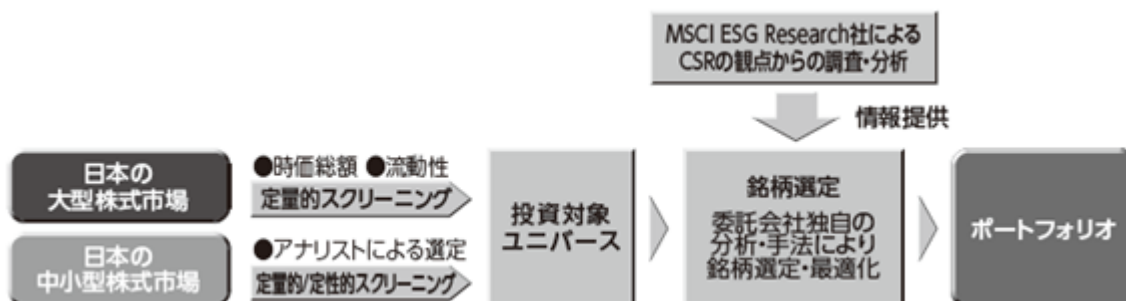 MSCI ESG Research社による
CSRの観点からの調査・分析
情報提供
日本の
大型株式市場
●時価総額 ●流動性
定量的スクリーニング
日本の
中小型株式市場
●アナリストによる選定
定量的/定性的スクリーニング
投資対象
ユニバース
銘柄選定
委託会社独自の
分析・手法により
銘柄選定・最適化
ポートフォリオ